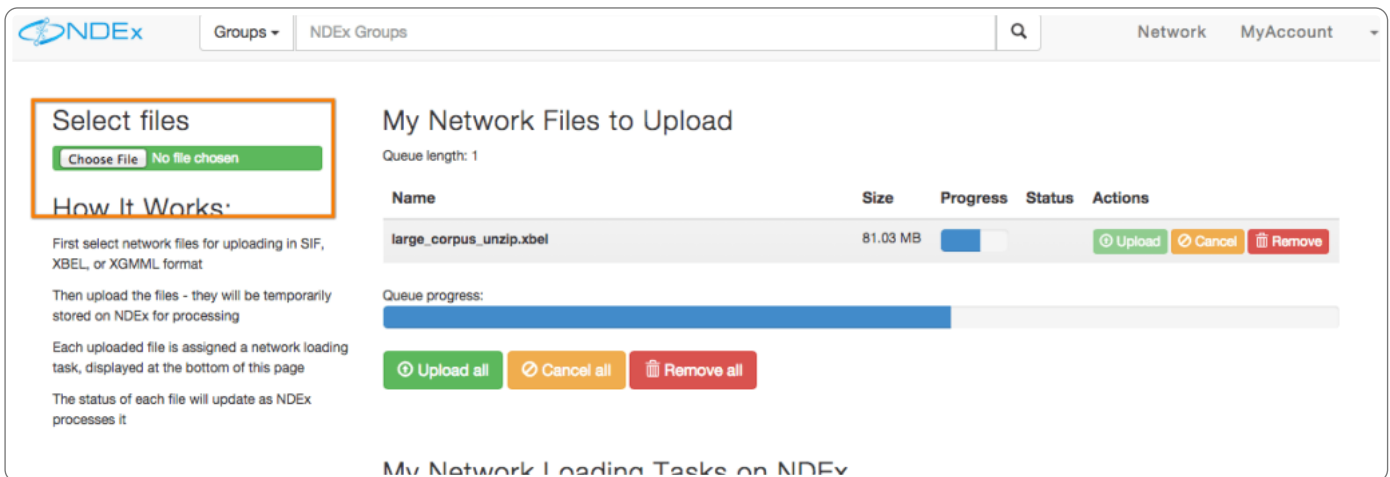 NDEx
Groups
NDEx Groups
Network
MyAccount
Select files
Choose File No file chosen
How It Works:
First select network files for uploading in SIF,
XBEL, or XGMML format
Then upload the files - they will be temporarily
stored on NDEx for processing
Each uploaded file is assigned a network loading
task, displayed at the bottom of this page
The status of each file will update as NDEx
processes it
My Network Files to Upload
Queue length: 1
Name Size Progress Status Actions
large_corpus_unzip.xbel 81.03 MB Upload Cancel Remove
Queue progress:
Upload all Cancel all Remove all
My Network Loading Tasks on NDEx